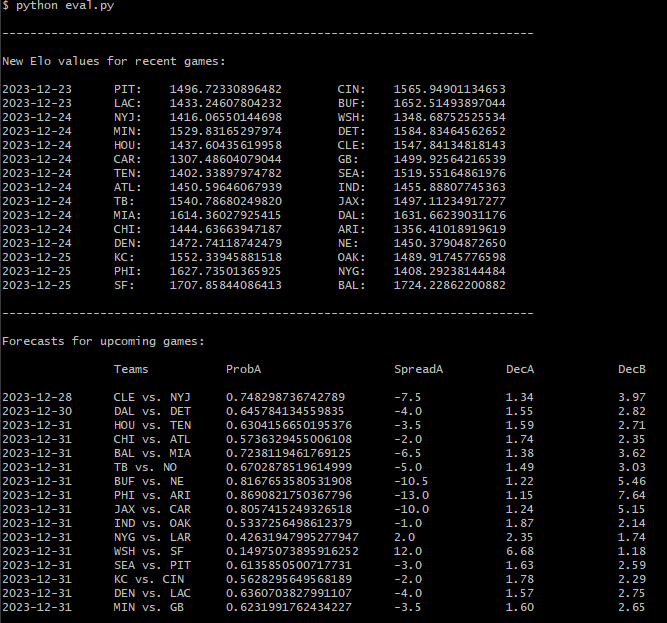 $ python eval.py
----------------------------------------------------------------------------
New Elo values for recent games:
2023-12-23 PIT: 1496.72330896482 CIN: 1565.94901134653
2023-12-23 LAC: 1433.24607804232 BUF: 1652.51493897044
2023-12-24 NYJ: 1416.06550144698 WSH: 1348.68752525534
2023-12-24 MIN: 1529.83165297974 DET: 1584.83464562652
2023-12-24 HOU: 1437.60435619958 CLE: 1547.84134818143
2023-12-24 CAR: 1307.48604079044 GB: 1499.92564216539
2023-12-24 TEN: 1402.33897974782 SEA: 1519.55164861976
2023-12-24 ATL: 1450.59646067939 IND: 1455.88807745363
2023-12-24 TB: 1540.78680249820 JAX: 1497.11234917277
2023-12-24 MIA: 1614.36027925415 DAL: 1631.66239031176
2023-12-24 CHI: 1444.63663947187 ARI: 1356.41018919619
2023-12-24 DEN: 1472.74118742479 NE: 1450.37904872650
2023-12-25 KC: 1552.33945881518 OAK: 1489.91745776598
2023-12-25 PHI: 1627.73501365925 NYG: 1408.29238144484
2023-12-25 SF: 1707.85844086413 BAL: 1724.22862200882
----------------------------------------------------------------------------
Forecasts for upcoming games:
Teams ProbA SpreadA DecA DecB
2023-12-28 CLE vs. NYJ 0.748298736742789 -7.5 1.34 3.97
2023-12-30 DAL vs. DET 0.645784134559835 -4.0 1.55 2.82
2023-12-31 HOU vs. TEN 0.6304156650195376 -3.5 1.59 2.71
2023-12-31 CHI vs. ATL 0.5736329455006108 -2.0 1.74 2.35
2023-12-31 BAL vs. MIA 0.7238119461769125 -6.5 1.38 3.62
2023-12-31 TB vs. NO 0.6702878519614999 -5.0 1.49 3.03
2023-12-31 BUF vs. NE 0.8167653580531908 -10.5 1.22 5.46
2023-12-31 PHI vs. ARI 0.8690821750367796 -13.0 1.15 7.64
2023-12-31 JAX vs. CAR 0.8057415249326518 -10.0 1.24 5.15
2023-12-31 IND vs. OAK 0.5337256498612379 -1.0 1.87 2.14
2023-12-31 NYG vs. LAR 0.42631947995277947 2.0 2.35 1.74
2023-12-31 WSH vs. SF 0.14975073895916252 12.0 6.68 1.18
2023-12-31 SEA vs. PIT 0.6135850500717731 -3.0 1.63 2.59
2023-12-31 KC vs. CIN 0.5628295649568189 -2.0 1.78 2.29
2023-12-31 DEN vs. LAC 0.6360703827991107 -4.0 1.57 2.75
2023-12-31 MIN vs. GB 0.6231991762434227 -3.5 1.60 2.65